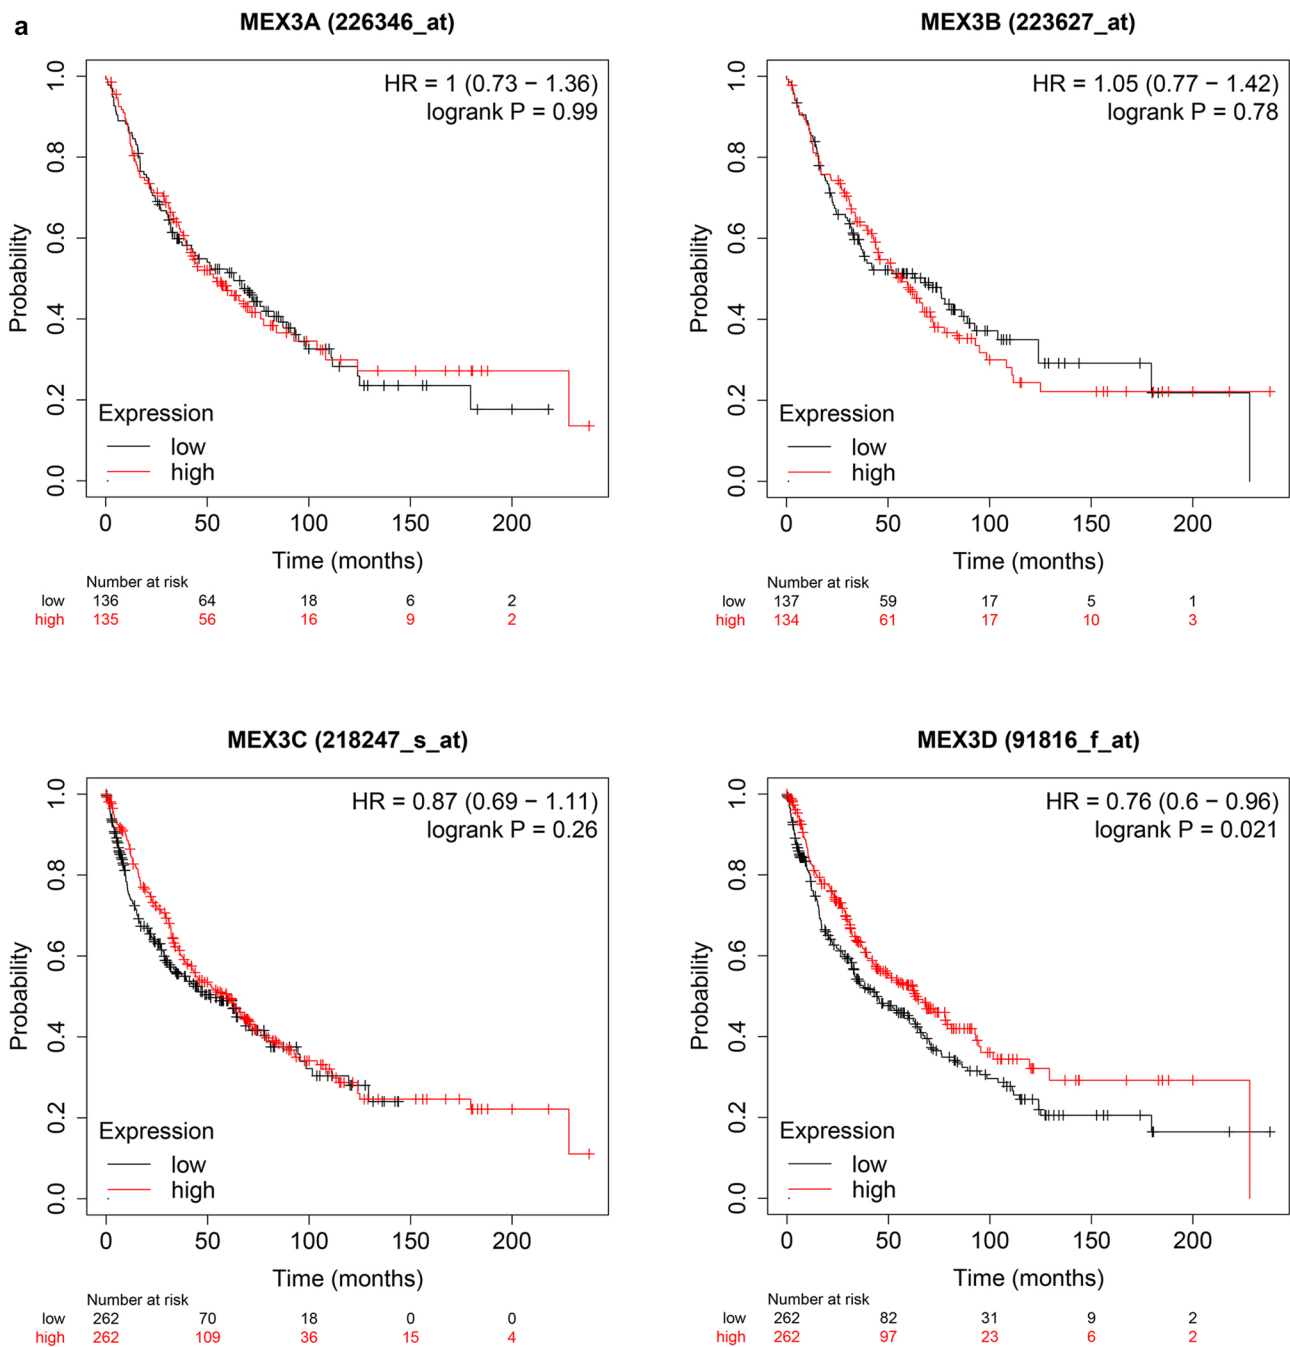 a
MEX3A (226346_at)
HR = 1 (0.73 − 1.36)
logrank P = 0.99
Probability
1.0
0.8
0.6
0.4
0.2
0.0
Expression
low
high
0 50 100 150 200
Time (months)
Number at risk
low 136 64 18 6 2
high 135 56 16 9 2
MEX3B (223627_at)
HR = 1.05 (0.77 − 1.42)
logrank P = 0.78
Probability
1.0
0.8
0.6
0.4
0.2
0.0
Expression
low
high
0 50 100 150 200
Time (months)
Number at risk
low 137 59 17 5 1
high 134 61 17 10 3
MEX3C (218247_s_at)
HR = 0.87 (0.69 − 1.11)
logrank P = 0.26
Probability
1.0
0.8
0.6
0.4
0.2
0.0
Expression
low
high
0 50 100 150 200
Time (months)
Number at risk
low 262 70 18 0 0
high 262 109 36 15 4
MEX3D (91816_f_at)
HR = 0.76 (0.6 − 0.96)
logrank P = 0.021
Probability
1.0
0.8
0.6
0.4
0.2
0.0
Expression
low
high
0 50 100 150 200
Time (months)
Number at risk
low 262 82 31 9 2
high 262 97 23 6 2